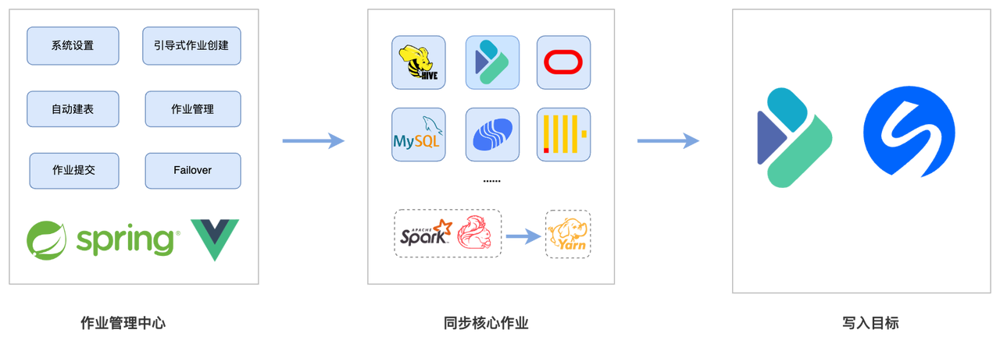 系统设置
引导式作业创建
自动建表
作业管理
作业提交
Failover
spring®
HIVE
MySQL
......
APACHE
Spark™
Yarn
作业管理中心
同步核心作业
写入目标